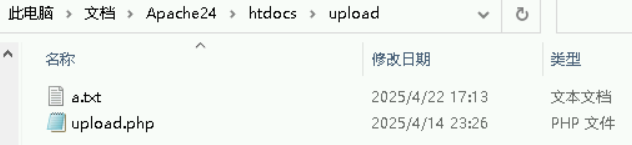 此电脑 > 文档 > Apache24 > htdocs > upload
名称 修改日期 类型
a.txt 2025/4/22 17:13 文本文档
upload.php 2025/4/14 23:26 PHP 文件